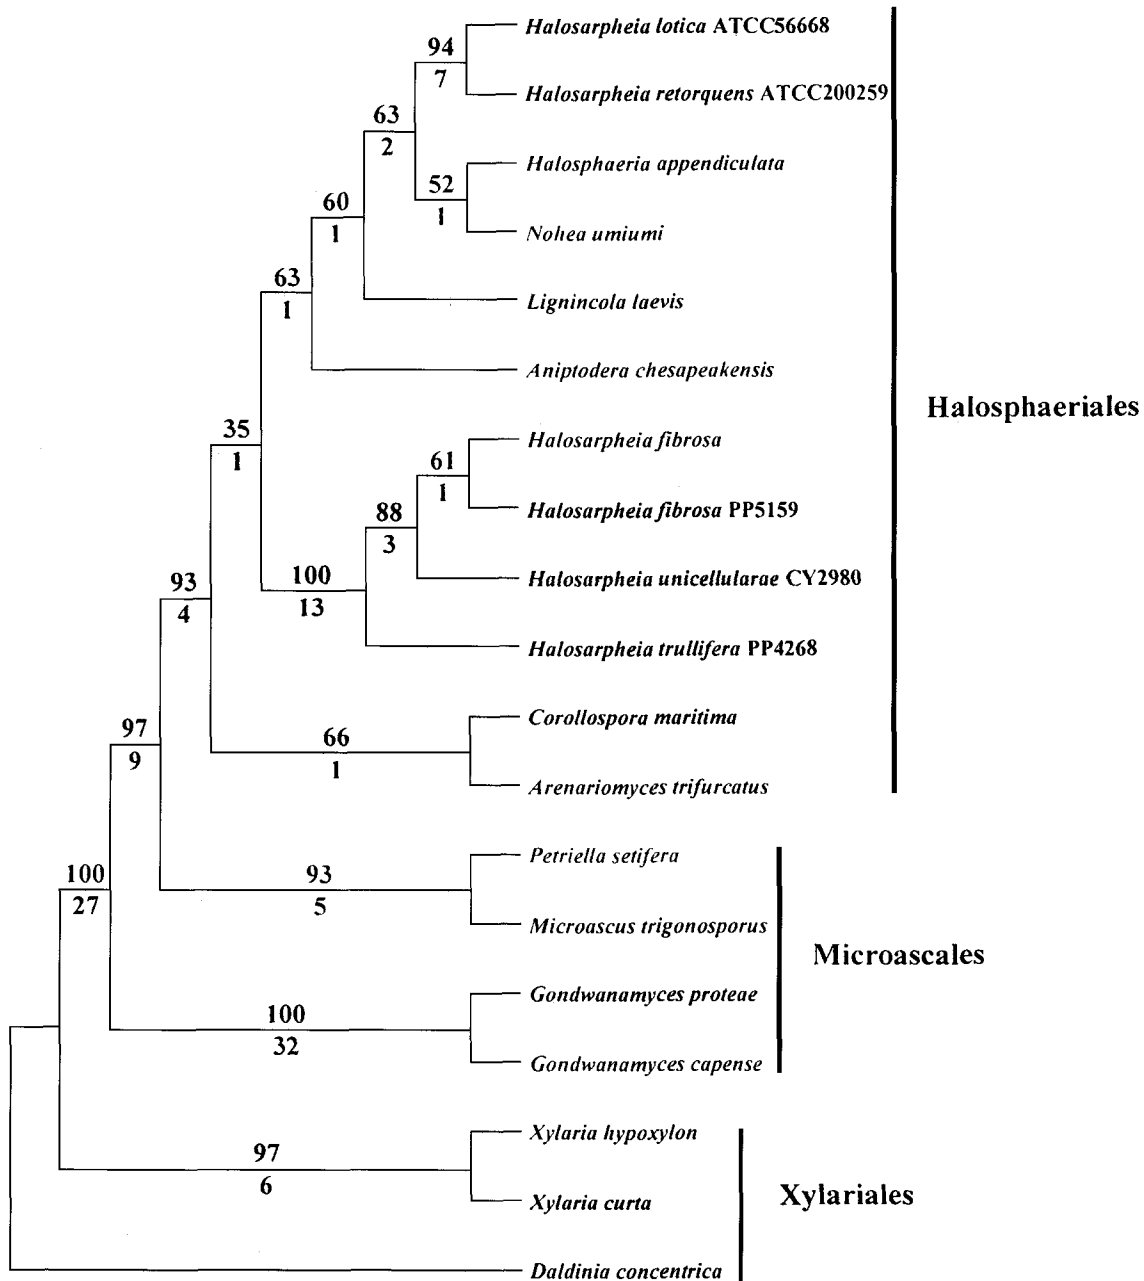 Halosarpheia lotica ATCC56668
94
7
Halosarpheia retorquens ATCC200259
63
2
Halosphaeria appendiculata
52
1
Nohea umiumi
60
1
Lignincola laevis
63
1
Aniptodera chesapeakensis
Halosphaeriales
35
1
Halosarpheia fibrosa
61
1
Halosarpheia fibrosa PP5159
88
3
Halosarpheia unicellularae CY2980
100
13
93
4
Halosarpheia trullifera PP4268
Corollospora maritima
97
9
66
1
Arenariomyces trifurcatus
Petriella setifera
100
27
93
5
Microascus trigonosporus
Microascales
Gondwanamyces proteae
100
32
Gondwanamyces capense
Xylaria hypoxylon
97
6
Xylariales
Xylaria curta
Daldinia concentrica